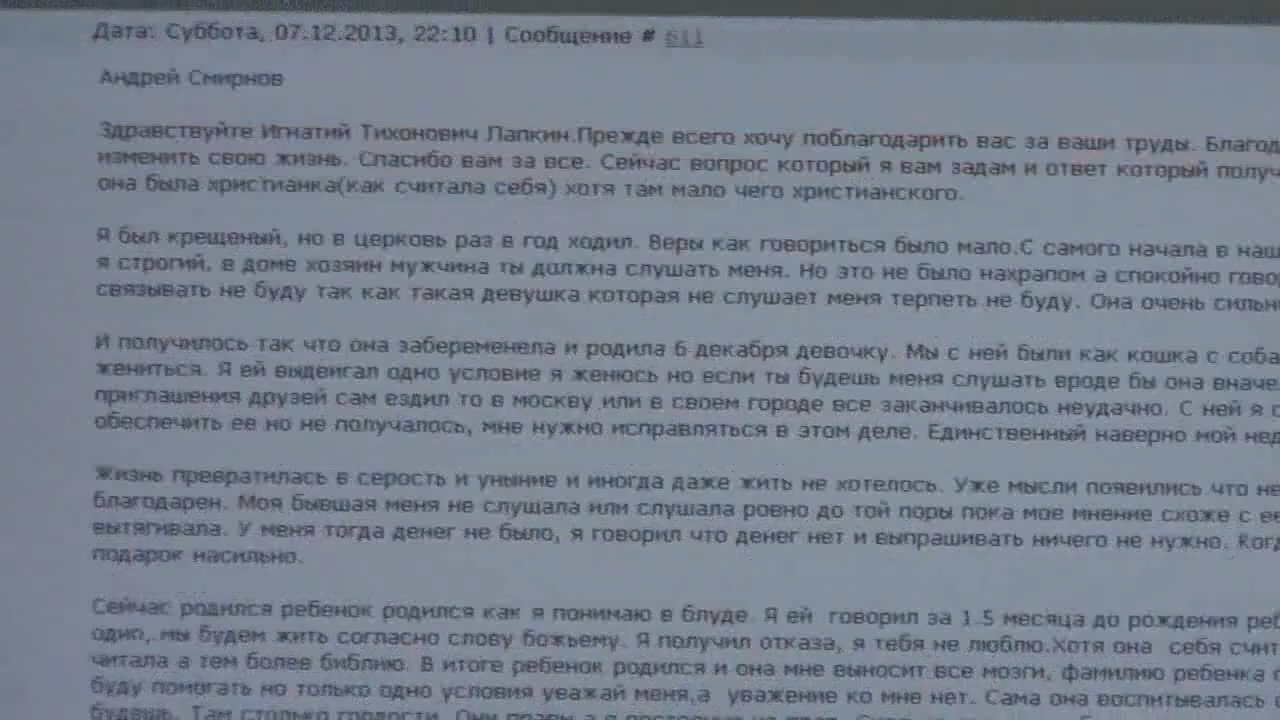 Дата: Суббота, 07.12.2013, 22:10 | Сообщение # 611
Андрей Смирнов
Здравствуйте Игнатий Тихонович Лапкин.Прежде всего хочу поблагодарить вас за ваши труды. Благод
изменить свою жизнь. Спасибо вам за все. Сейчас вопрос который я вам задам и ответ который получ
она была христианка(как считала себя) хотя там мало чего христианского.
Я был крещеный, но в церковь раз в год ходил. Веры как говориться было мало.С самого начала в наш
я строгий, в доме хозяин мужчина ты должна слушать меня. Но это не было нахрапом а спокойно гово
связывать не буду так как такая девушка которая не слушает меня терпеть не буду. Она очень сильн
И получилось так что она забеременела и родила 6 декабря девочку. Мы с ней были как кошка с соба
жениться. Я ей выдвигал одно условие я женюсь но если ты будешь меня слушать вроде бы она вначе
приглашения друзей сам ездил то в москву или в своем городе все заканчивалось неудачно. С ней я
обеспечить ее но не получалось, мне нужно исправляться в этом деле. Единственный наверно мой нед
Жизнь превратилась в серость и уныние и иногда даже жить не хотелось. Уже мысли появились что не
благодарен. Моя бывшая меня не слушала или слушала ровно до той поры пока мое мнение схоже с ее
вытягивала. У меня тогда денег не было, я говорил что денег нет и выпрашивать ничего не нужно. Ког
подарок насильно.
Сейчас родился ребенок родился как я понимаю в блуде. Я ей говорил за 1.5 месяца до рождения реб
одно, мы будем жить согласно слову божьему. Я получил отказа, я тебя не люблю.Хотя она себя счит
читала а тем более библию. В итоге ребенок родился и она мне выносит все мозги, фамилию ребенка
буду помогать но только одно условия уважай меня,а уважение ко мне нет. Сама она воспитывалась
будешь. Там столько гордости.